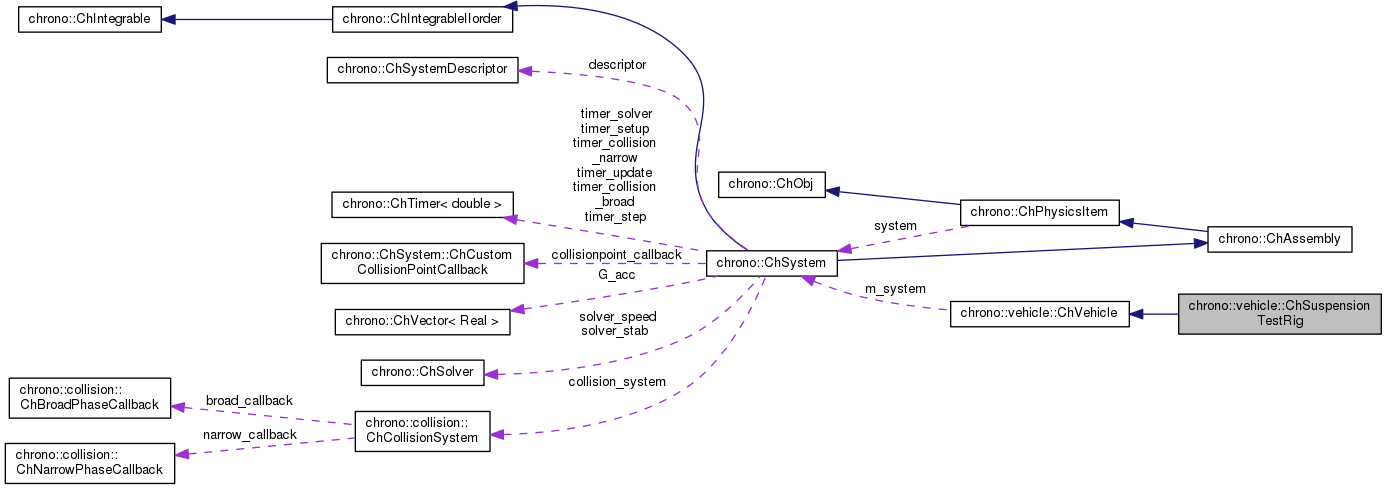 chrono::ChIntegrable
chrono::ChIntegrableIIorder
chrono::ChSystemDescriptor
descriptor
timer_solver
timer_setup
timer_collision
_narrow
timer_update
timer_collision
_broad
timer_step
chrono::ChTimer< double >
chrono::ChObj
chrono::ChPhysicsItem
system
chrono::ChAssembly
chrono::ChSystem::ChCustom
CollisionPointCallback
collisionpoint_callback
chrono::ChSystem
G_acc
m_system
chrono::ChVector< Real >
chrono::vehicle::ChVehicle
chrono::vehicle::ChSuspension
TestRig
solver_speed
solver_stab
chrono::ChSolver
collision_system
chrono::collision::
ChBroadPhaseCallback
broad_callback
chrono::collision::
ChCollisionSystem
narrow_callback
chrono::collision::
ChNarrowPhaseCallback